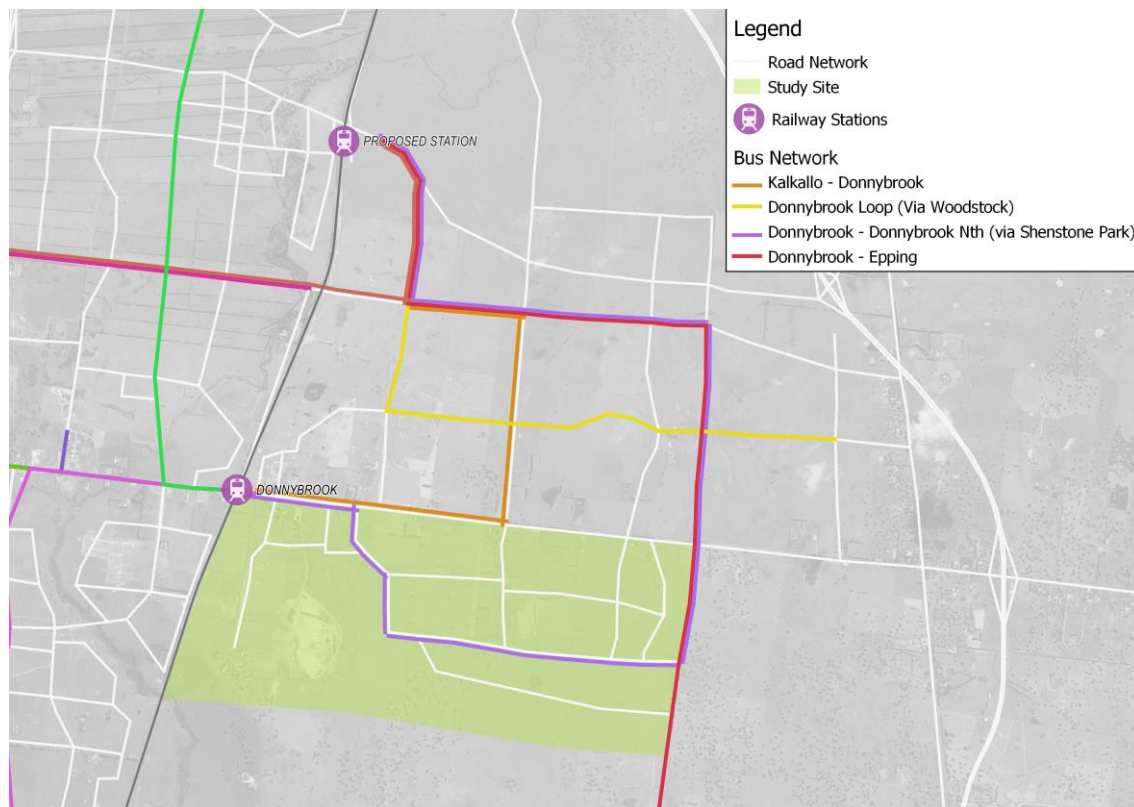 Legend
Road Network
Study Site
Railway Stations
Bus Network
Kalkallo - Donnybrook
Donnybrook Loop (Via Woodstock)
Donnybrook - Donnybrook Nth (via Shenstone Park)
Donnybrook - Epping
PROPOSED STATION
DONNYBROOK